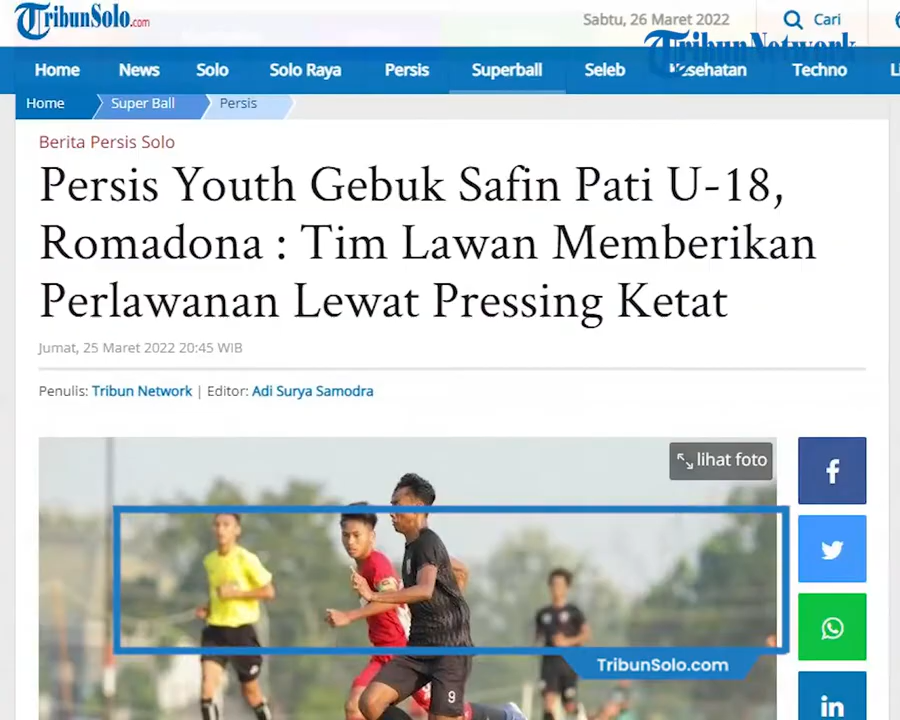 TribunSolo.com
Sabtu, 26 Maret 2022
Cari
TribunNetwork
Home News Solo Solo Raya Persis Superball Seleb Kesehatan Techno
Home Super Ball Persis
Berita Persis Solo
Persis Youth Gebuk Safin Pati U-18,
Romadona : Tim Lawan Memberikan
Perlawanan Lewat Pressing Ketat
Jumat, 25 Maret 2022 20:45 WIB
Penulis: Tribun Network | Editor: Adi Surya Samodra
lihat foto
TribunSolo.com
9